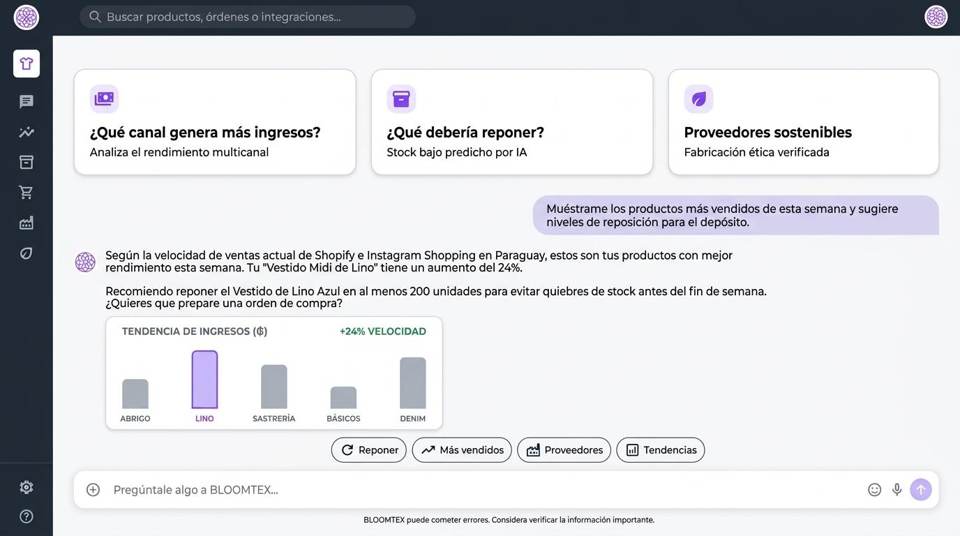 Buscar productos, órdenes o integraciones...
¿Qué canal genera más ingresos?
Analiza el rendimiento multicanal
¿Qué debería reponer?
Stock bajo predicho por IA
Proveedores sostenibles
Fabricación ética verificada
Muéstrame los productos más vendidos de esta semana y sugiere
niveles de reposición para el depósito.
Según la velocidad de ventas actual de Shopify e Instagram Shopping en Paraguay, estos son tus productos con mejor
rendimiento esta semana. Tu "Vestido Midi de Lino" tiene un aumento del 24%.
Recomiendo reponer el Vestido de Lino Azul en al menos 200 unidades para evitar quiebres de stock antes del fin de semana.
¿Quieres que prepare una orden de compra?
TENDENCIA DE INGRESOS (₲)
+24% VELOCIDAD
ABRIGO
LINO
SASTRERÍA
BÁSICOS
DENIM
Reponer
Más vendidos
Proveedores
Tendencias
Pregúntale algo a BLOOMTEX...
BLOOMTEX puede cometer errores. Considera verificar la información importante.